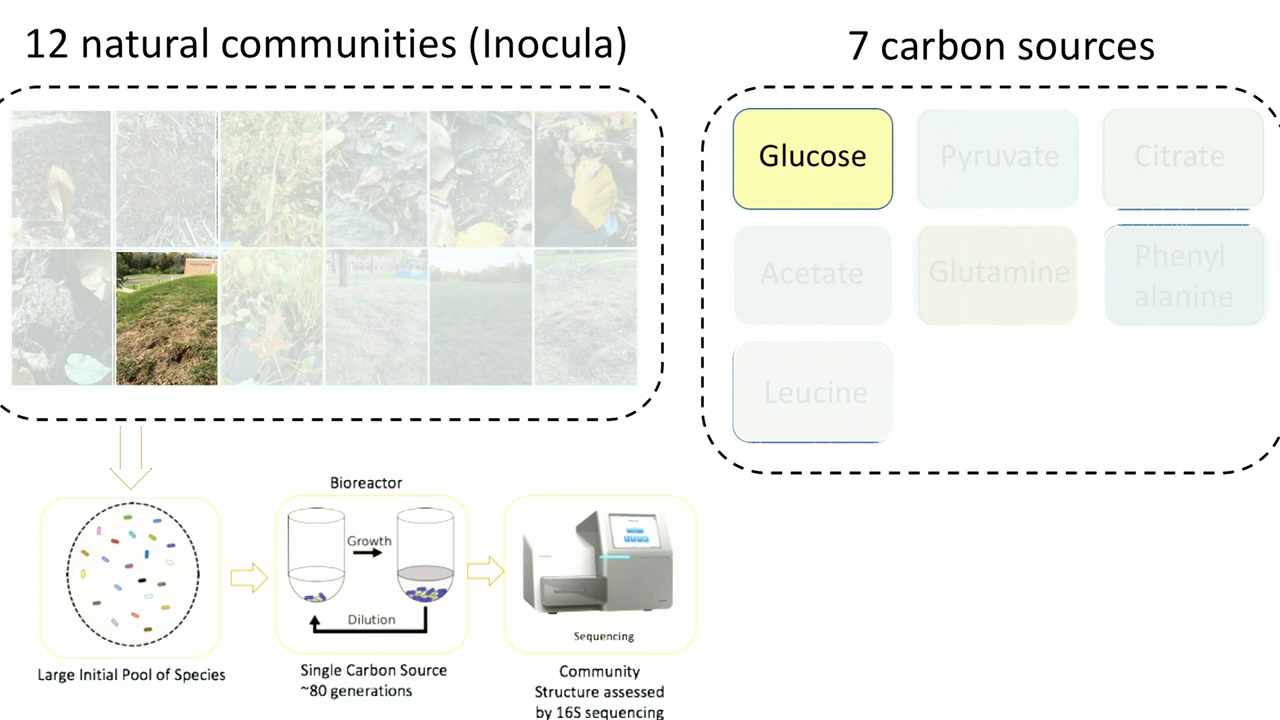 12 natural communities (Inocula)
7 carbon sources
Glucose
Pyruvate
Citrate
Acetate
Glutamine
Phenyl
alanine
Leucine
Bioreactor
Growth
Dilution
Sequencing
Large Initial Pool of Species
Single Carbon Source
~80 generations
Community
Structure assessed
by 16S sequencing